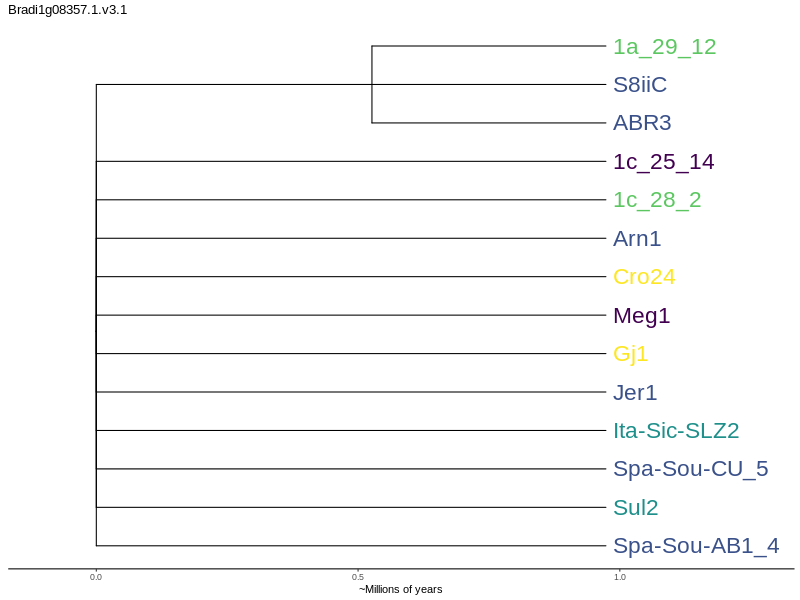 Bradi1g08357.1.v3.1
1a_29_12
S8iiC
ABR3
1c_25_14
1c_28_2
Arn1
Cro24
Meg1
Gj1
Jer1
Ita-Sic-SLZ2
Spa-Sou-CU_5
Sul2
Spa-Sou-AB1_4
0.0 0.5 1.0
~Millions of years